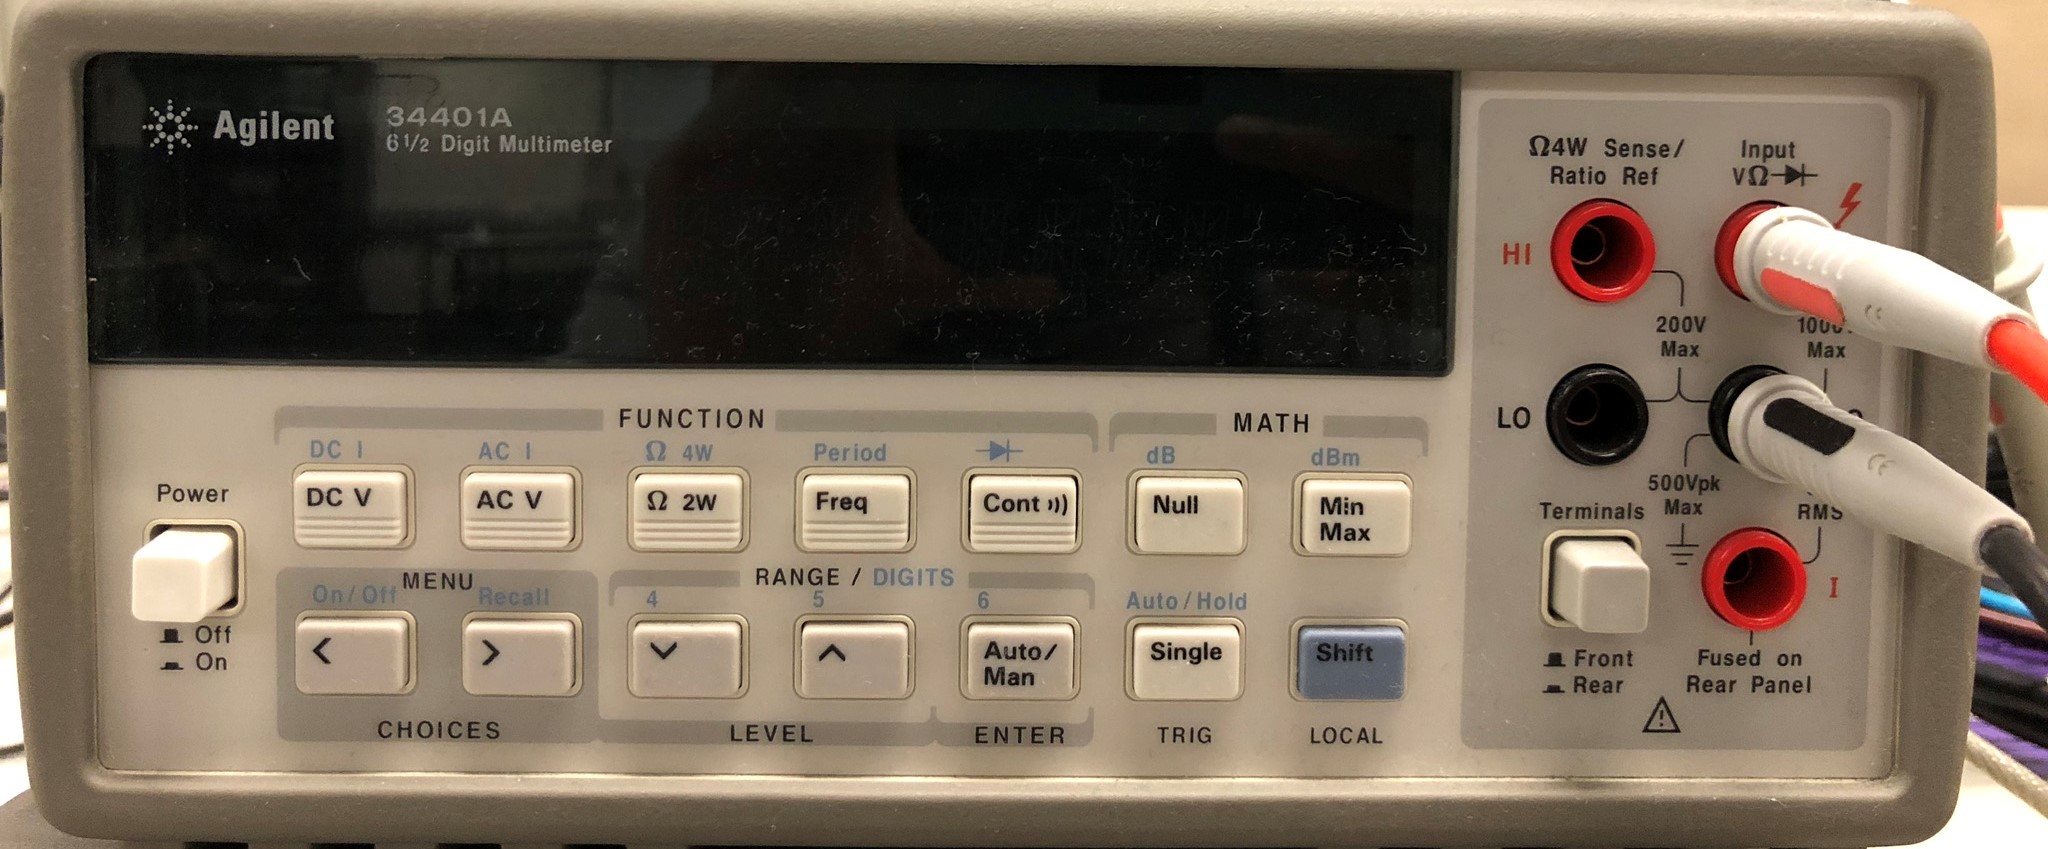 Agilent
34401A
6½ Digit Multimeter
Ω4W Sense/
Ratio Ref
Input
VΩ
HI
200V
Max
Max
LO
500Vpk
Max
RMS
Terminals
Front
Rear
I
Fused on
Rear Panel
FUNCTION
MATH
DC I
AC I
Ω 4W
Period
dB
dBm
Power
DC V
AC V
Ω 2W
Freq
Cont
Null
Min
Max
Off
On
MENU
RANGE / DIGITS
On/Off
Recall
4
5
6
Auto/Hold
<
>
Auto/
Man
Single
Shift
CHOICES
LEVEL
ENTER
TRIG
LOCAL